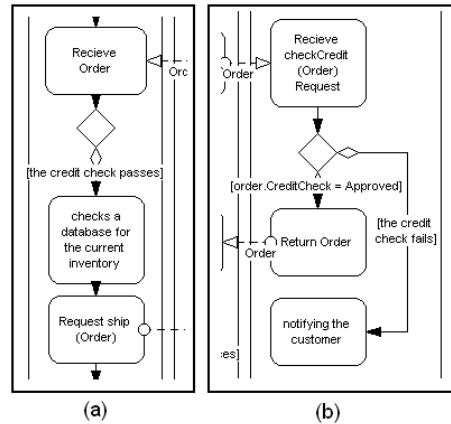 Recieve
Order
Orc
[the credit check passes]
checks a
database for
the current
inventory
Request ship
(Order)
(a)
Recieve
checkCredit
(Order)
Request
Order
[order.CreditCheck = Approved]
[the credit
check fails]
Return Order
Order
notifying the
customer
:es]
(b)